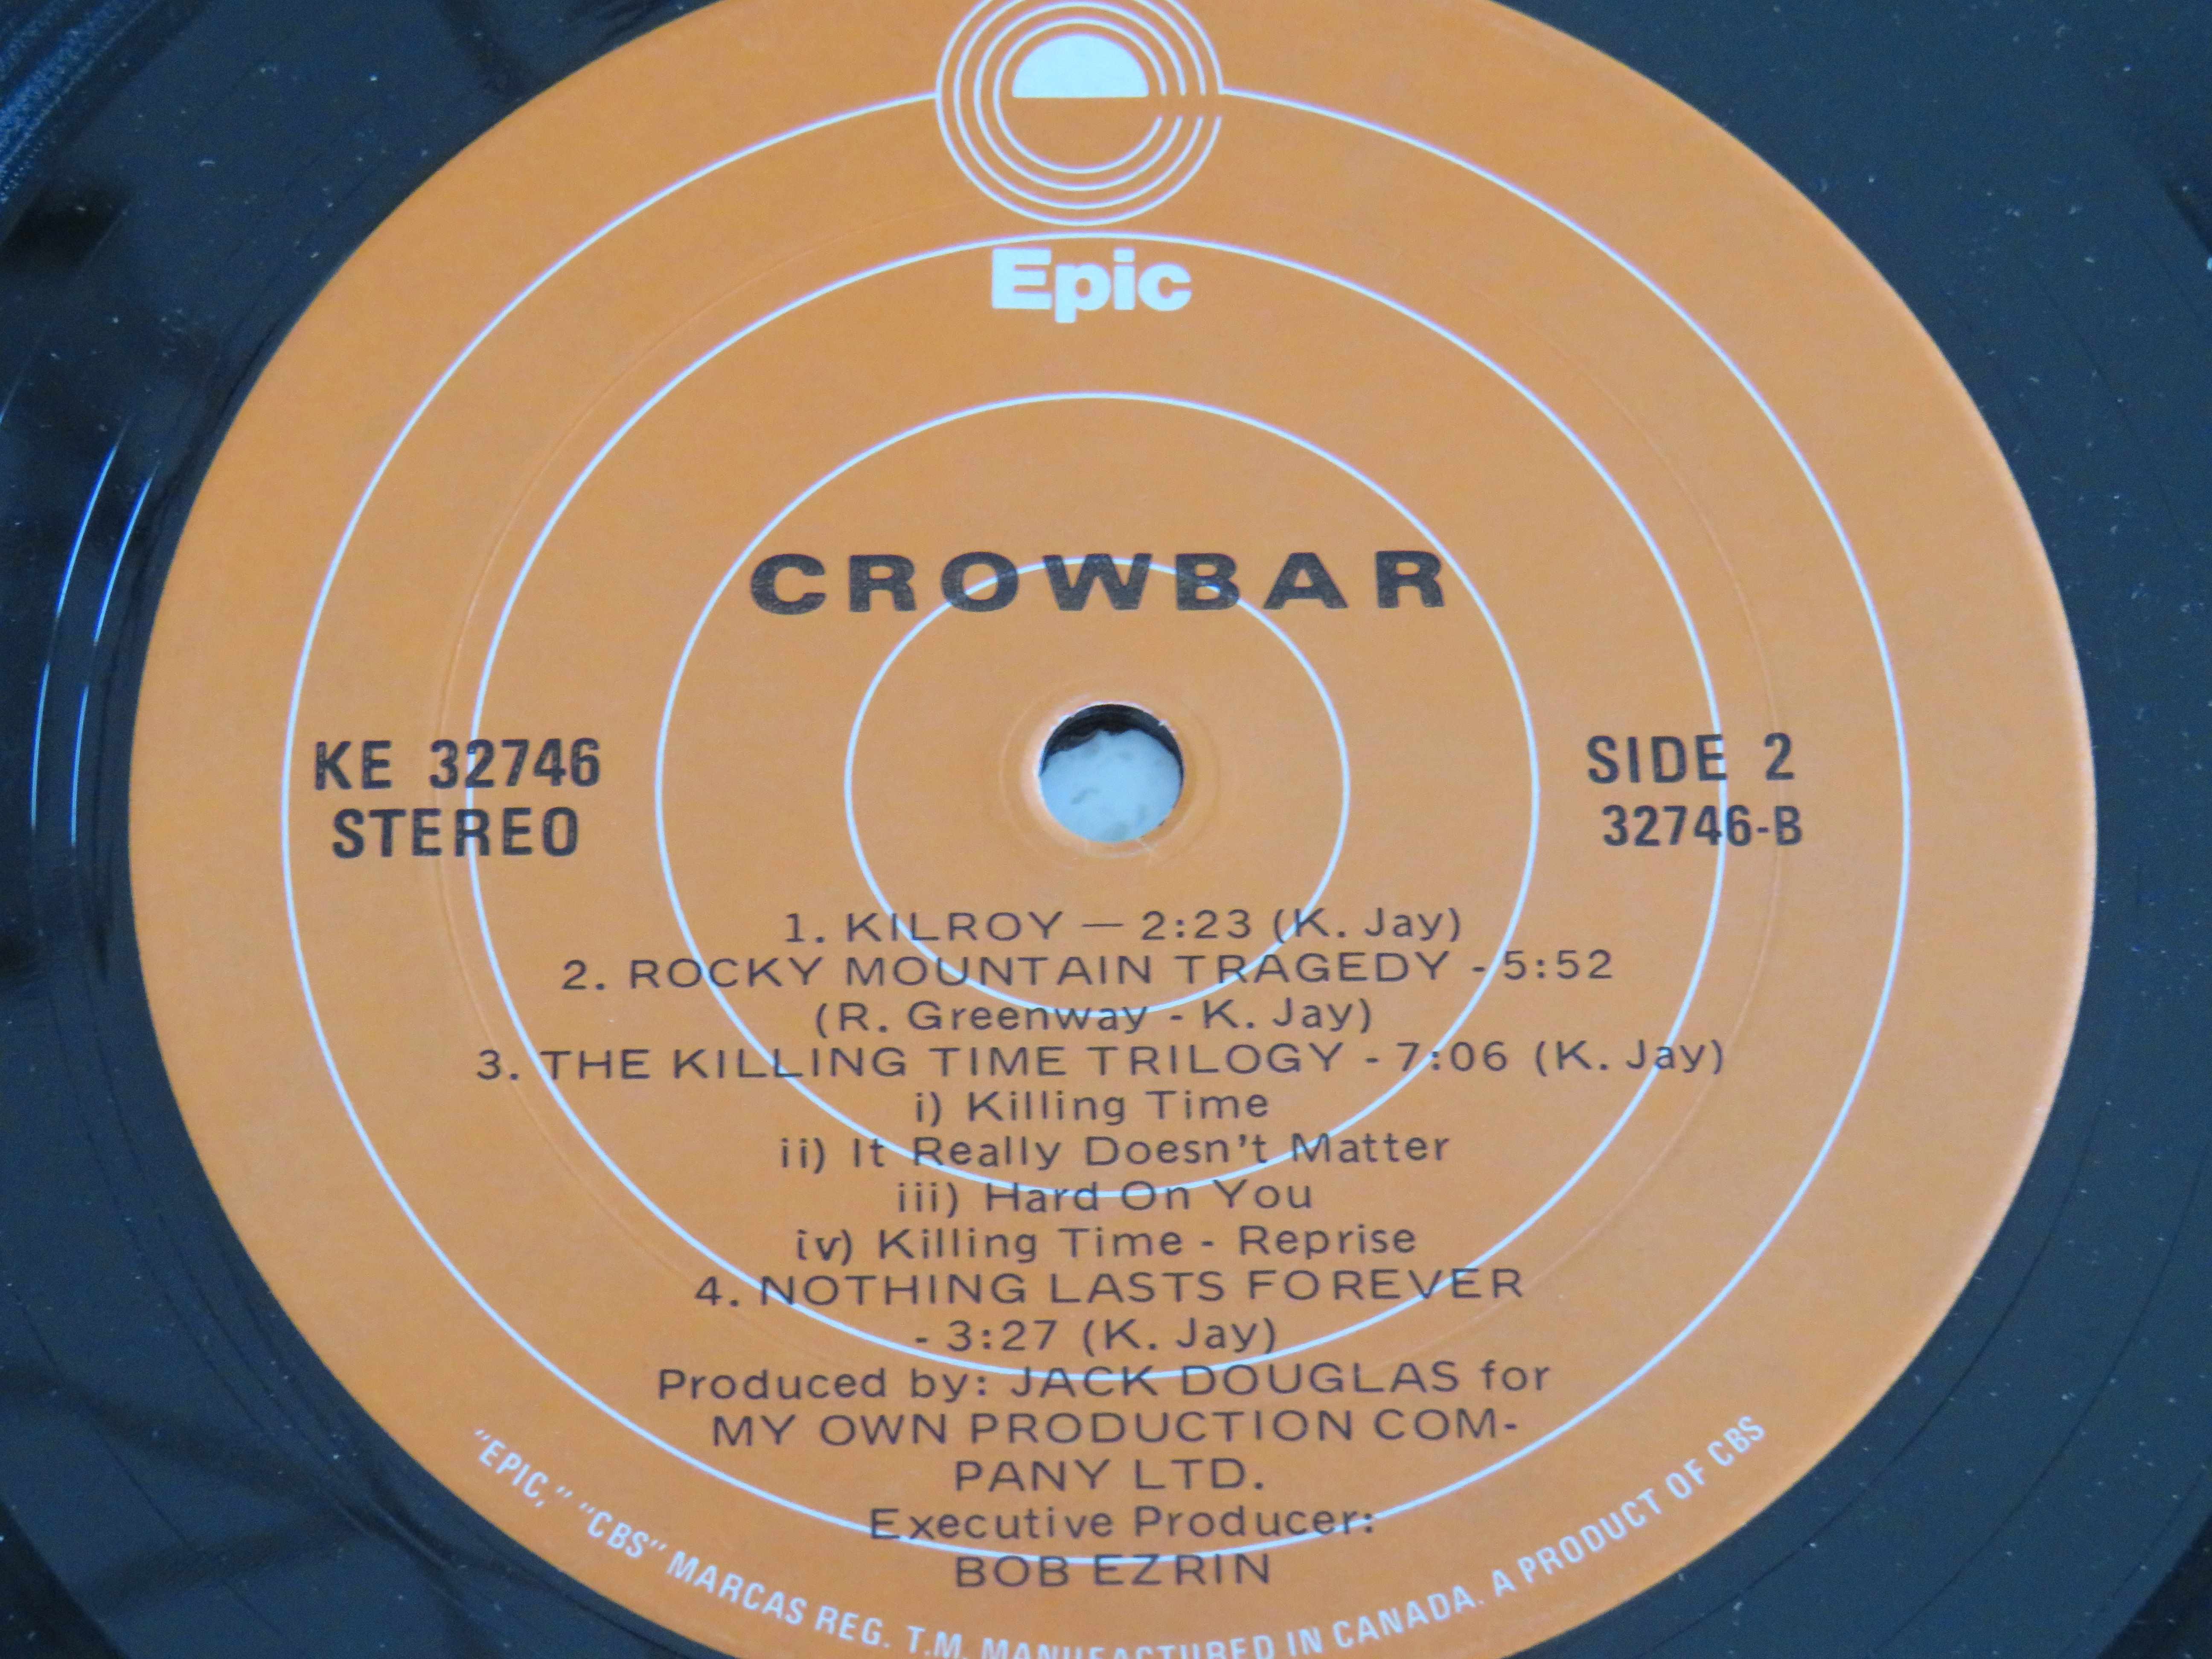 Epic
CROWBAR
KE 32746
STEREO
SIDE 2
32746-B
1. KILROY — 2:23 (K. Jay)
2. ROCKY MOUNTAIN TRAGEDY - 5:52
(R. Greenway - K. Jay)
3. THE KILLING TIME TRILOGY - 7:06 (K. Jay)
i) Killing Time
ii) It Really Doesn't Matter
iii) Hard On You
iv) Killing Time - Reprise
4. NOTHING LASTS FOREVER
- 3:27 (K. Jay)
Produced by: JACK DOUGLAS for
MY OWN PRODUCTION COM-
PANY LTD.
Executive Producer:
BOB EZRIN
"EPIC," "CBS" MARCAS REG. T.M. MANUFACTURED IN CANADA. A PRODUCT OF CBS